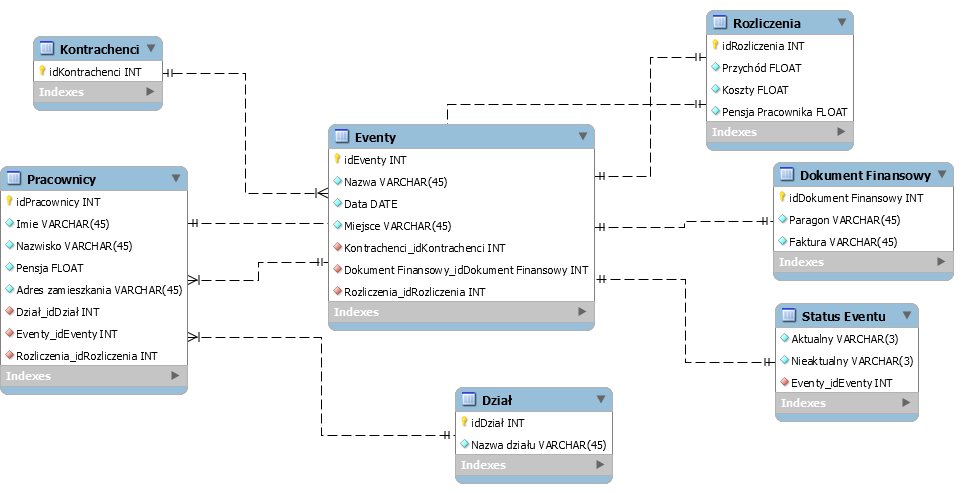 Kontrachenci
idKontrachenci INT
Indexes
Pracownicy
idPracownicy INT
Imie VARCHAR(45)
Nazwisko VARCHAR(45)
Pensja FLOAT
Adres zamieszkania VARCHAR(45)
Dział_idDział INT
Eventy_idEventy INT
Rozliczenia_idRozliczenia INT
Indexes
Eventy
idEventy INT
Nazwa VARCHAR(45)
Data DATE
Miejsce VARCHAR(45)
Kontrachenci_idKontrachenci INT
Dokument Finansowy_idDokument Finansowy INT
Rozliczenia_idRozliczenia INT
Indexes
Dział
idDział INT
Nazwa działu VARCHAR(45)
Indexes
Rozliczenia
idRozliczenia INT
Przychód FLOAT
Koszty FLOAT
Pensja Pracownika FLOAT
Indexes
Dokument Finansowy
idDokument Finansowy INT
Paragon VARCHAR(45)
Faktura VARCHAR(45)
Indexes
Status Eventu
Aktualny VARCHAR(3)
Nieaktualny VARCHAR(3)
Eventy_idEventy INT
Indexes